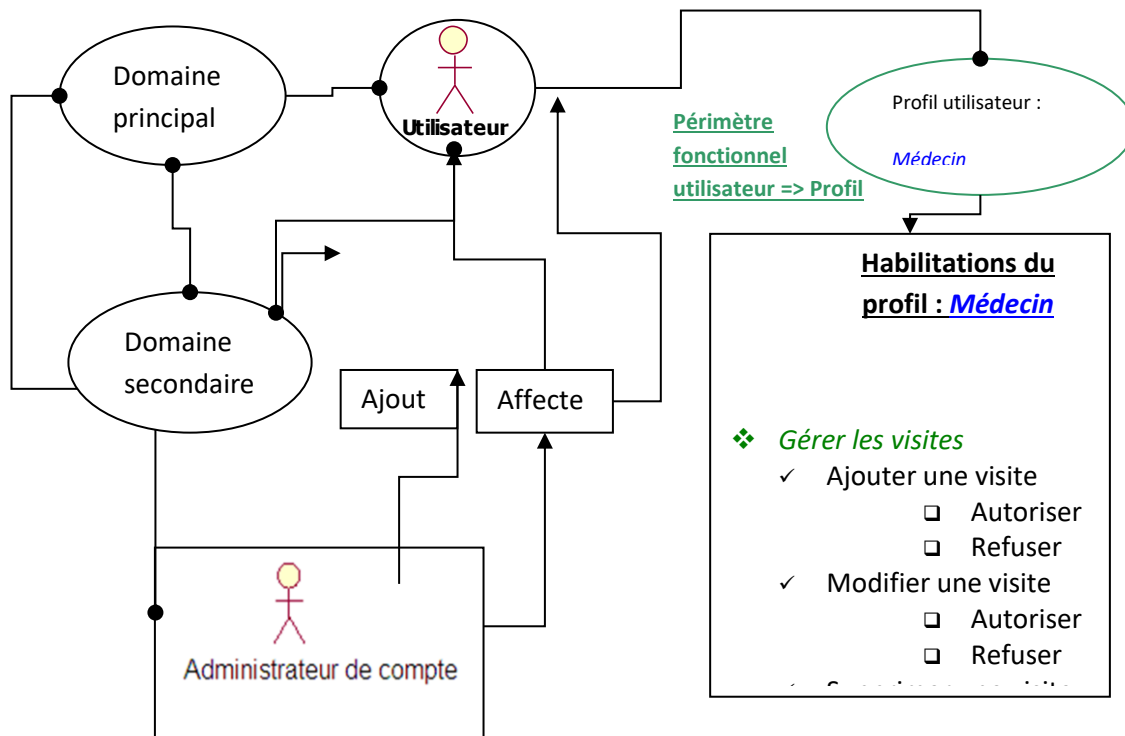 Domaine
principal
Utilisateur
Profil utilisateur :
Médecin
Périmètre
fonctionnel
utilisateur => Profil
Domaine
secondaire
Ajout
Affecte
Administrateur de compte
Habilitations du
profil : Médecin
❖ Gérer les visites
✓ Ajouter une visite
❑ Autoriser
❑ Refuser
✓ Modifier une visite
❑ Autoriser
❑ Refuser